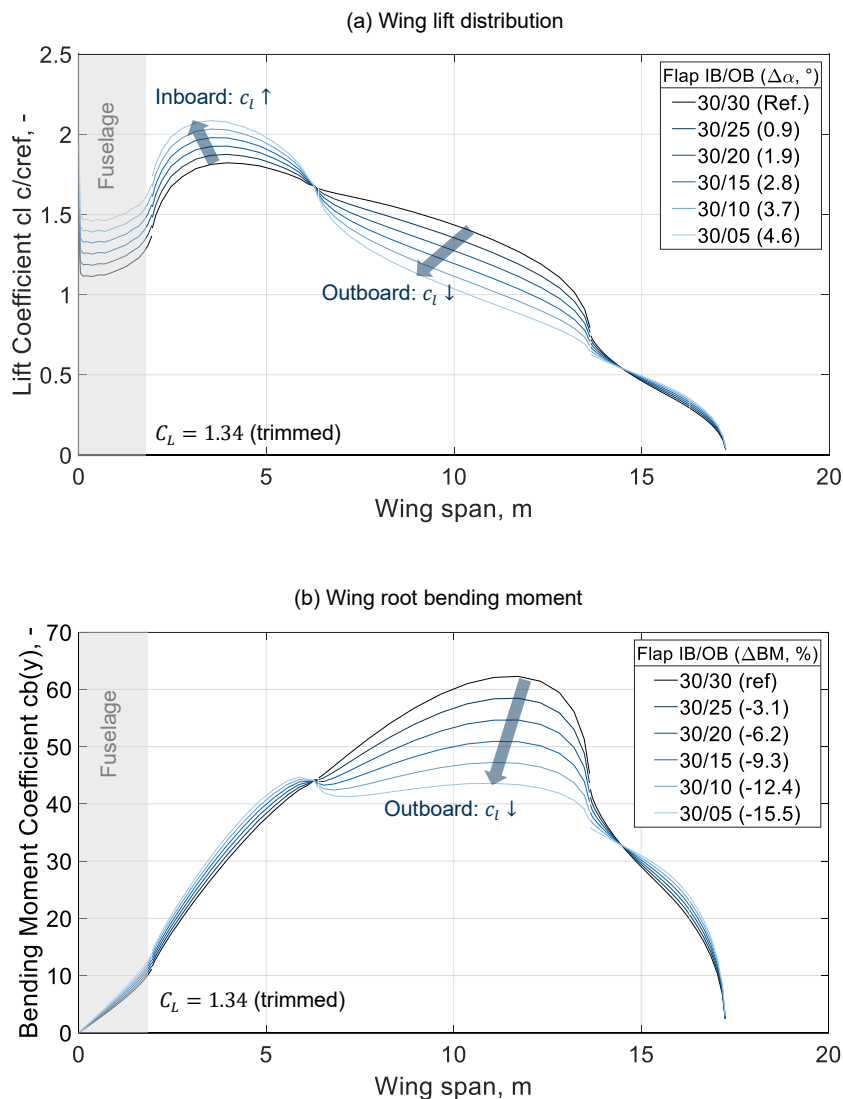 (a) Wing lift distribution
Lift Coefficient cl c/cref, -
2.5
2
1.5
1
0.5
0
Fuselage
Inboard: cₗ ↑
Outboard: cₗ ↓
C_L = 1.34 (trimmed)
Flap IB/OB (Δα, °)
30/30 (Ref.)
30/25 (0.9)
30/20 (1.9)
30/15 (2.8)
30/10 (3.7)
30/05 (4.6)
0 5 10 15 20
Wing span, m
(b) Wing root bending moment
Bending Moment Coefficient cb(y), -
70
60
50
40
30
20
10
0
Fuselage
Outboard: cₗ ↓
C_L = 1.34 (trimmed)
Flap IB/OB (ΔBM, %)
30/30 (ref)
30/25 (-3.1)
30/20 (-6.2)
30/15 (-9.3)
30/10 (-12.4)
30/05 (-15.5)
0 5 10 15 20
Wing span, m